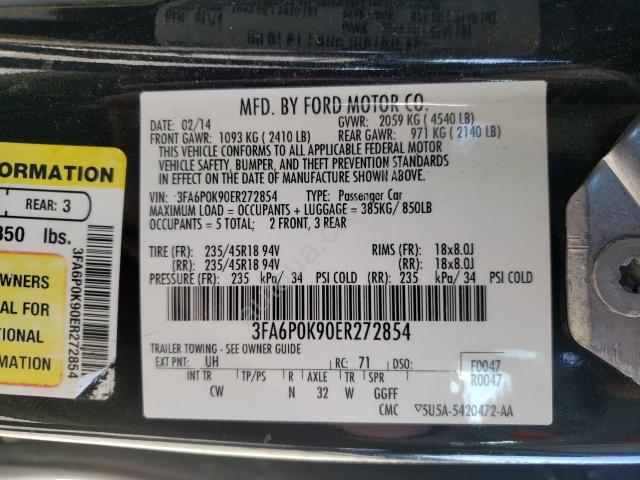 MFD. BY FORD MOTOR CO.
DATE: 02/14 GVWR: 2059 KG ( 4540 LB)
FRONT GAWR: 1093 KG ( 2410 LB) REAR GAWR: 971 KG ( 2140 LB)
THIS VEHICLE CONFORMS TO ALL APPLICABLE FEDERAL MOTOR
VEHICLE SAFETY, BUMPER, AND THEFT PREVENTION STANDARDS
IN EFFECT ON THE DATE OF MANUFACTURE SHOWN ABOVE.
VIN: 3FA6P0K90ER272854 TYPE: Passenger Car
MAXIMUM LOAD = OCCUPANTS + LUGGAGE = 385KG/ 850LB
OCCUPANTS = 5 TOTAL; 2 FRONT, 3 REAR
TIRE (FR): 235/45R18 94V RIMS (FR): 18x8.0J
(RR): 235/45R18 94V (RR): 18x8.0J
PRESSURE (FR): 235 kPa/ 34 PSI COLD (RR): 235 kPa/ 34 PSI COLD
3FA6P0K90ER272854
TRAILER TOWING - SEE OWNER GUIDE
EXT PNT: UH RC: 71 DSO: F0047
R0047
INT TR TP/PS R AXLE TR SPR
CW N 32 W GGFF
CMC ▽5U5A-5420472-AA
ORMATION
REAR: 3
850 lbs.
WNERS
AL FOR
TIONAL
3FA6P0K90ER272854